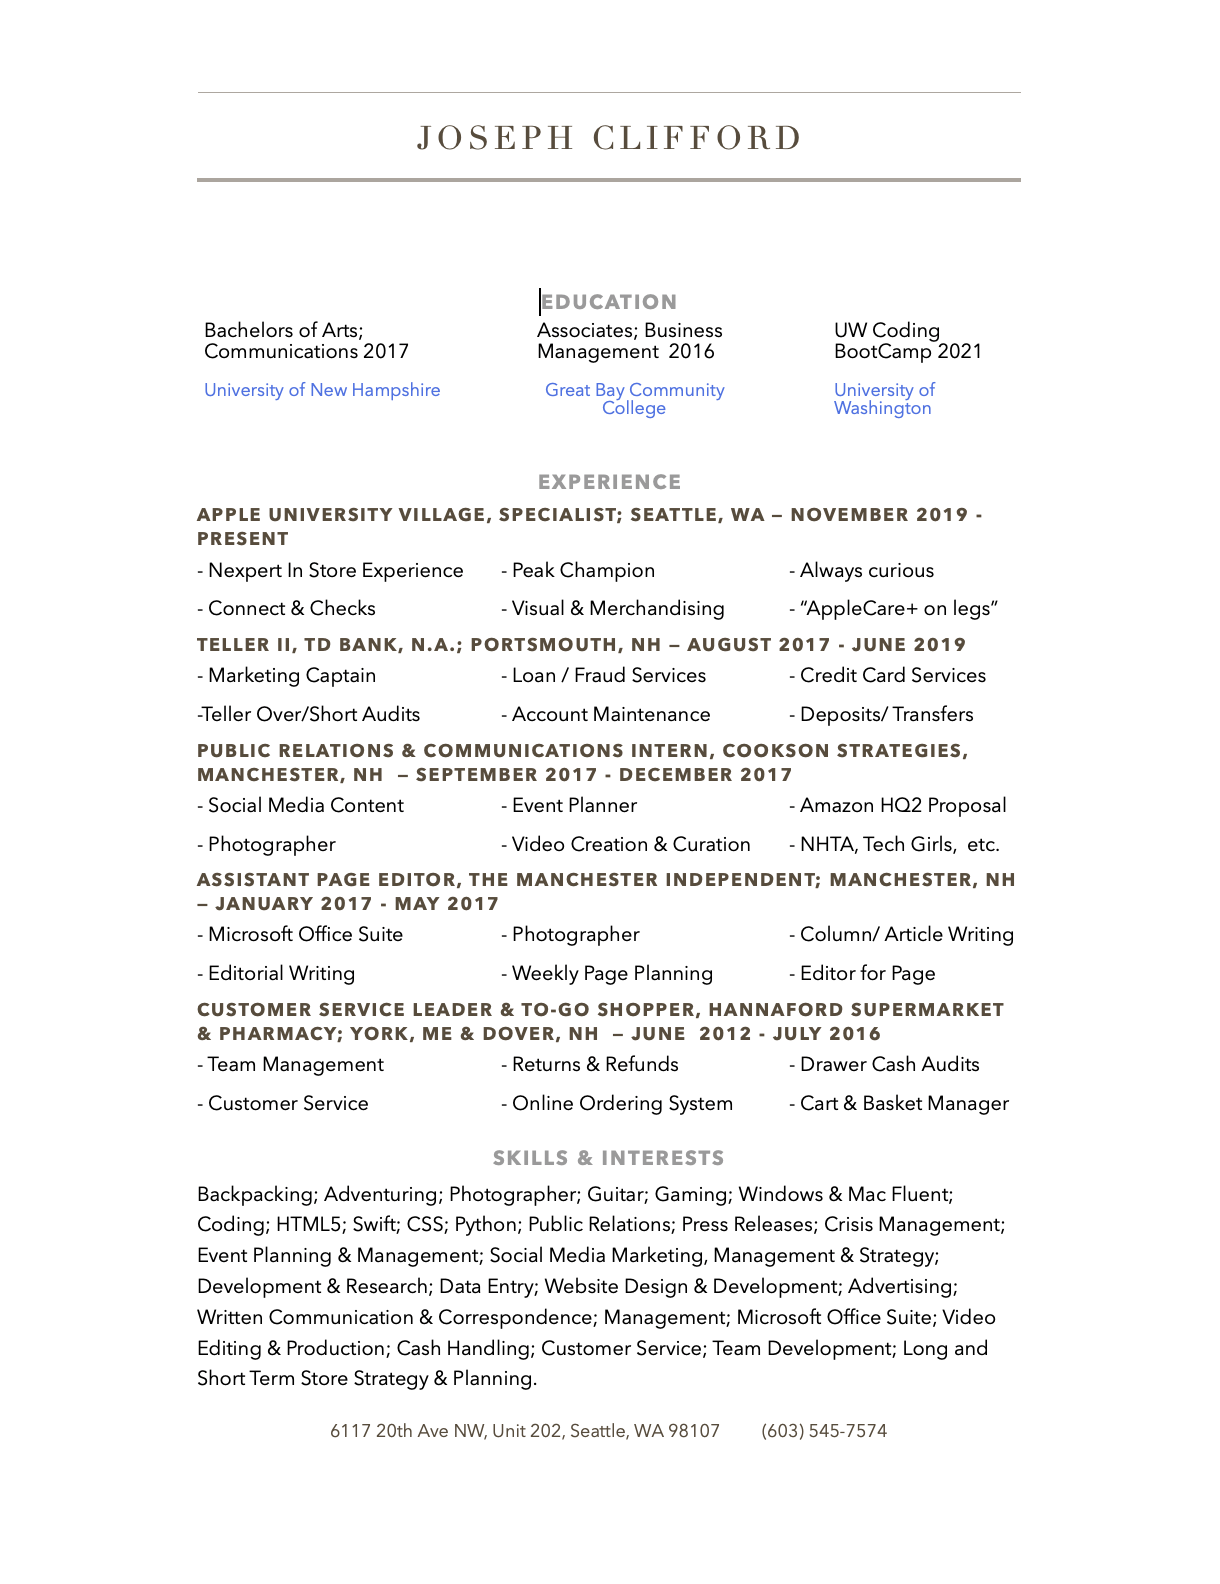 JOSEPH CLIFFORD
EDUCATION
Bachelors of Arts;
Communications 2017
University of New Hampshire
Associates; Business
Management  2016
Great Bay Community
College
UW Coding
BootCamp 2021
University of
Washington
EXPERIENCE
APPLE UNIVERSITY VILLAGE, SPECIALIST; SEATTLE, WA – NOVEMBER 2019 -
PRESENT
- Nexpert In Store Experience - Peak Champion - Always curious
- Connect & Checks - Visual & Merchandising - “AppleCare+ on legs”
TELLER II, TD BANK, N.A.; PORTSMOUTH, NH – AUGUST 2017 - JUNE 2019
- Marketing Captain - Loan / Fraud Services - Credit Card Services
-Teller Over/Short Audits - Account Maintenance - Deposits/ Transfers
PUBLIC RELATIONS & COMMUNICATIONS INTERN, COOKSON STRATEGIES,
MANCHESTER, NH  – SEPTEMBER 2017 - DECEMBER 2017
- Social Media Content - Event Planner - Amazon HQ2 Proposal
- Photographer - Video Creation & Curation - NHTA, Tech Girls,  etc.
ASSISTANT PAGE EDITOR, THE MANCHESTER INDEPENDENT; MANCHESTER, NH
– JANUARY 2017 - MAY 2017
- Microsoft Office Suite - Photographer - Column/ Article Writing
- Editorial Writing - Weekly Page Planning - Editor for Page
CUSTOMER SERVICE LEADER & TO-GO SHOPPER, HANNAFORD SUPERMARKET
& PHARMACY; YORK, ME & DOVER, NH  – JUNE  2012 - JULY 2016
- Team Management - Returns & Refunds - Drawer Cash Audits
- Customer Service - Online Ordering System - Cart & Basket Manager
SKILLS & INTERESTS
Backpacking; Adventuring; Photographer; Guitar; Gaming; Windows & Mac Fluent;
Coding; HTML5; Swift; CSS; Python; Public Relations; Press Releases; Crisis Management;
Event Planning & Management; Social Media Marketing, Management & Strategy;
Development & Research; Data Entry; Website Design & Development; Advertising;
Written Communication & Correspondence; Management; Microsoft Office Suite; Video
Editing & Production; Cash Handling; Customer Service; Team Development; Long and
Short Term Store Strategy & Planning.
6117 20th Ave NW, Unit 202, Seattle, WA 98107 (603) 545-7574